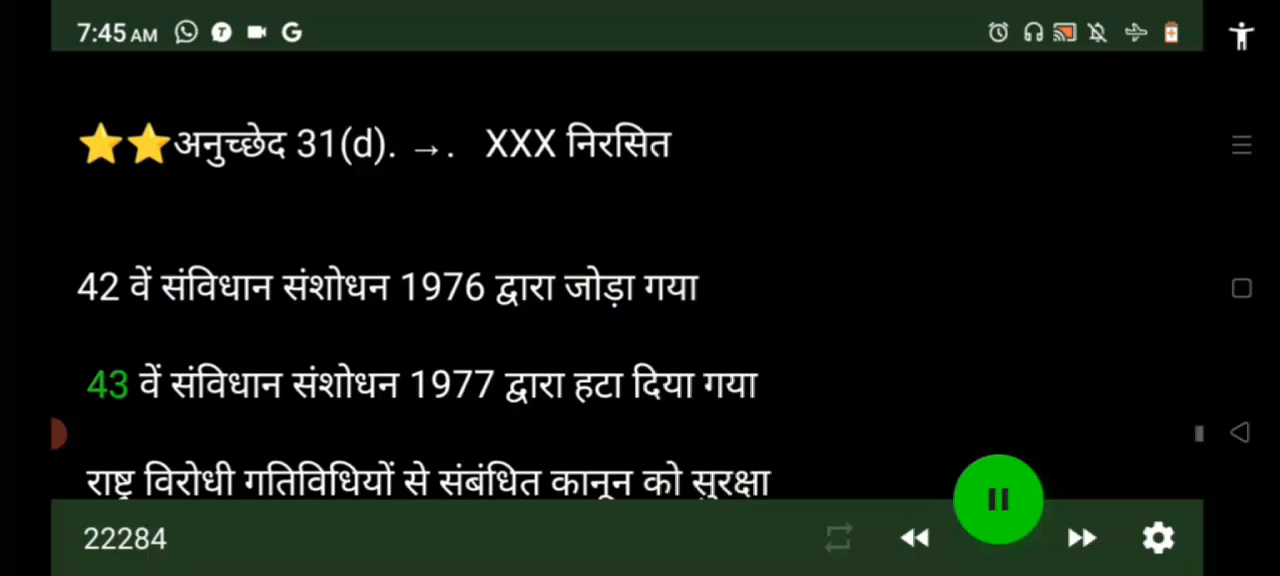 7:45 AM
⭐⭐अनुच्छेद 31(d). →. XXX निरसित
42 वें संविधान संशोधन 1976 द्वारा जोड़ा गया
43 वें संविधान संशोधन 1977 द्वारा हटा दिया गया
राष्ट्र विरोधी गतिविधियों से संबंधित कानून को सुरक्षा
22284